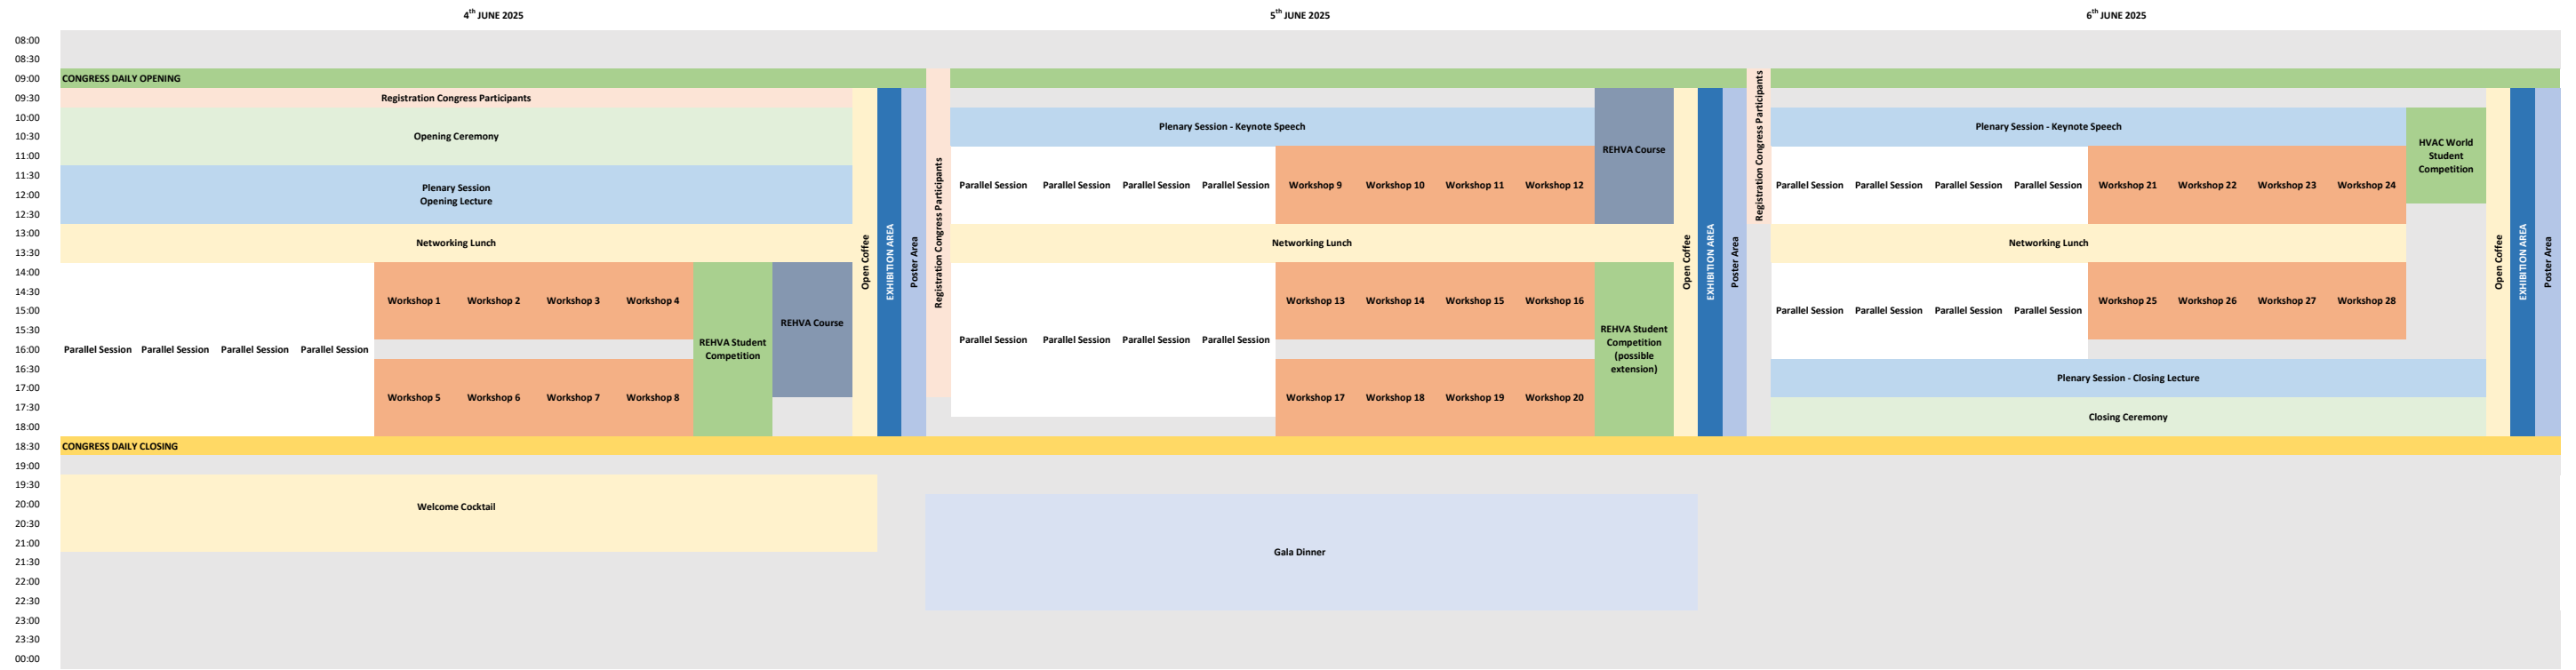 4th JUNE 2025 5th JUNE 2025 6th JUNE 2025
08:00
08:30
09:00 CONGRESS DAILY OPENING
09:30 Registration Congress Participants
10:00 Plenary Session - Keynote Speech Plenary Session - Keynote Speech
10:30 Opening Ceremony
11:00 REHVA Course HVAC World
Student
Competition
11:30 Parallel Session Parallel Session Parallel Session Parallel Session Workshop 9 Workshop 10 Workshop 11 Workshop 12 Parallel Session Parallel Session Parallel Session Parallel Session Workshop 21 Workshop 22 Workshop 23 Workshop 24
12:00 Plenary Session
Opening Lecture
12:30
13:00
13:30 Networking Lunch Networking Lunch Networking Lunch
Open Coffee EXHIBITION AREA Poster Area Registration Congress Participants
Open Coffee EXHIBITION AREA Poster Area Registration Congress Participants
Open Coffee EXHIBITION AREA Poster Area
14:00
14:30 Workshop 1 Workshop 2 Workshop 3 Workshop 4 Workshop 13 Workshop 14 Workshop 15 Workshop 16 Workshop 25 Workshop 26 Workshop 27 Workshop 28
15:00 REHVA Course Parallel Session Parallel Session Parallel Session Parallel Session
15:30 Parallel Session Parallel Session Parallel Session Parallel Session
16:00 Parallel Session Parallel Session Parallel Session Parallel Session REHVA Student
Competition
REHVA Student
Competition
(possible
extension)
16:30
17:00 Plenary Session - Closing Lecture
17:30 Workshop 5 Workshop 6 Workshop 7 Workshop 8 Workshop 17 Workshop 18 Workshop 19 Workshop 20
18:00 Closing Ceremony
18:30 CONGRESS DAILY CLOSING
19:00
19:30
20:00 Welcome Cocktail
20:30
21:00
21:30 Gala Dinner
22:00
22:30
23:00
23:30
00:00